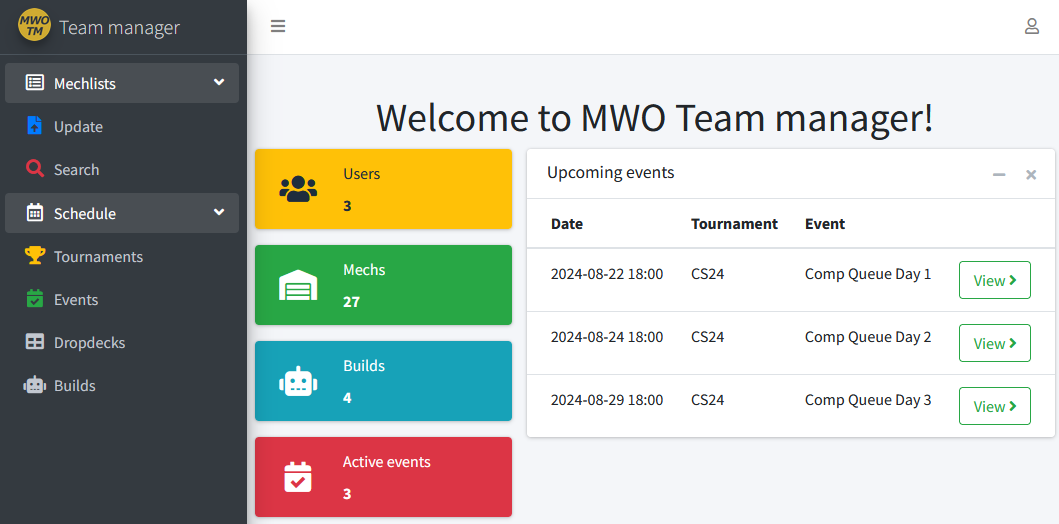 MWO
TM
Team manager
Mechlists
Update
Search
Schedule
Tournaments
Events
Dropdecks
Builds
Welcome to MWO Team manager!
Users
3
Mechs
27
Builds
4
Active events
3
Upcoming events
Date Tournament Event
2024-08-22 18:00 CS24 Comp Queue Day 1 View
2024-08-24 18:00 CS24 Comp Queue Day 2 View
2024-08-29 18:00 CS24 Comp Queue Day 3 View